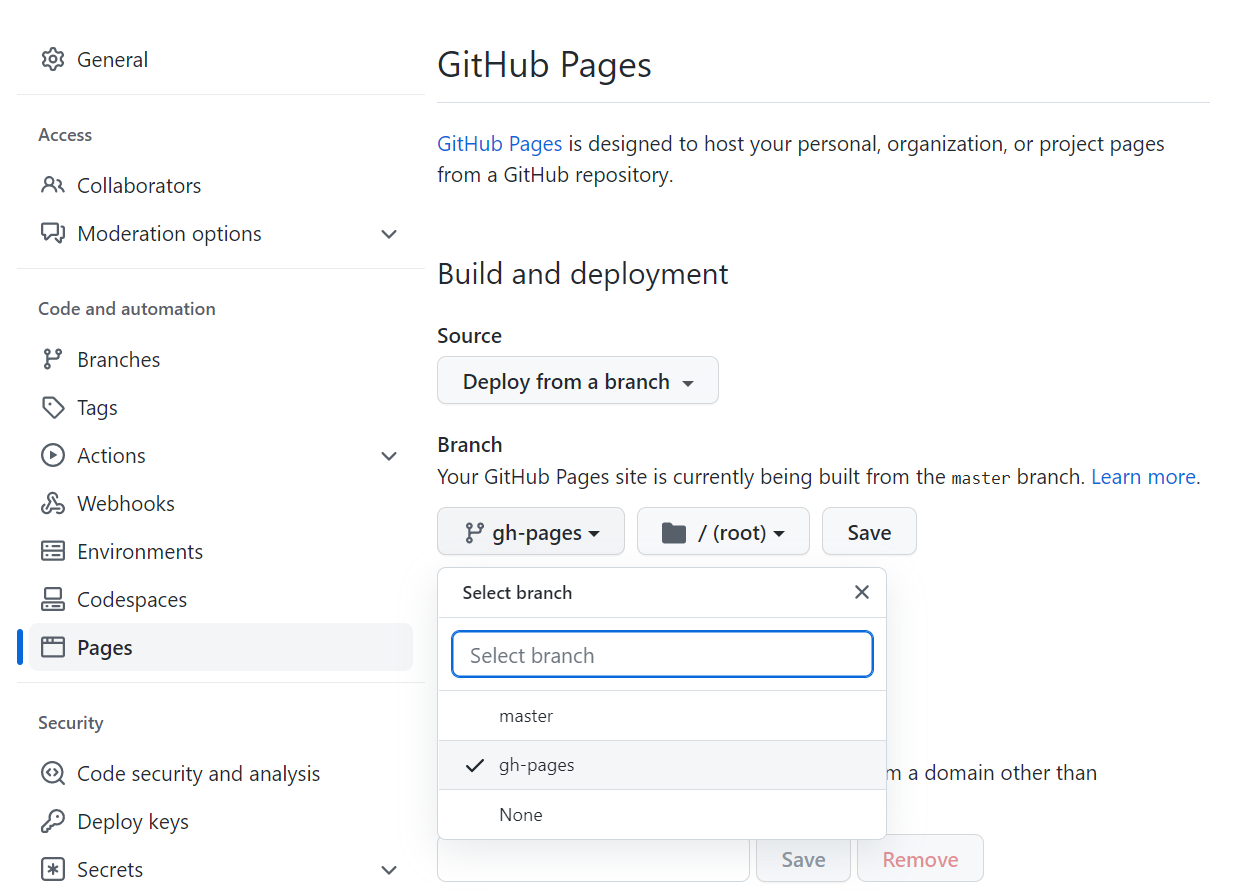 General
Access
Collaborators
Moderation options
Code and automation
Branches
Tags
Actions
Webhooks
Environments
Codespaces
Pages
Security
Code security and analysis
Deploy keys
Secrets
GitHub Pages
GitHub Pages is designed to host your personal, organization, or project pages
from a GitHub repository.
Build and deployment
Source
Deploy from a branch
Branch
Your GitHub Pages site is currently being built from the master branch. Learn more.
gh-pages / (root) Save
Select branch
Select branch
master
gh-pages
None
a domain other than
Save Remove